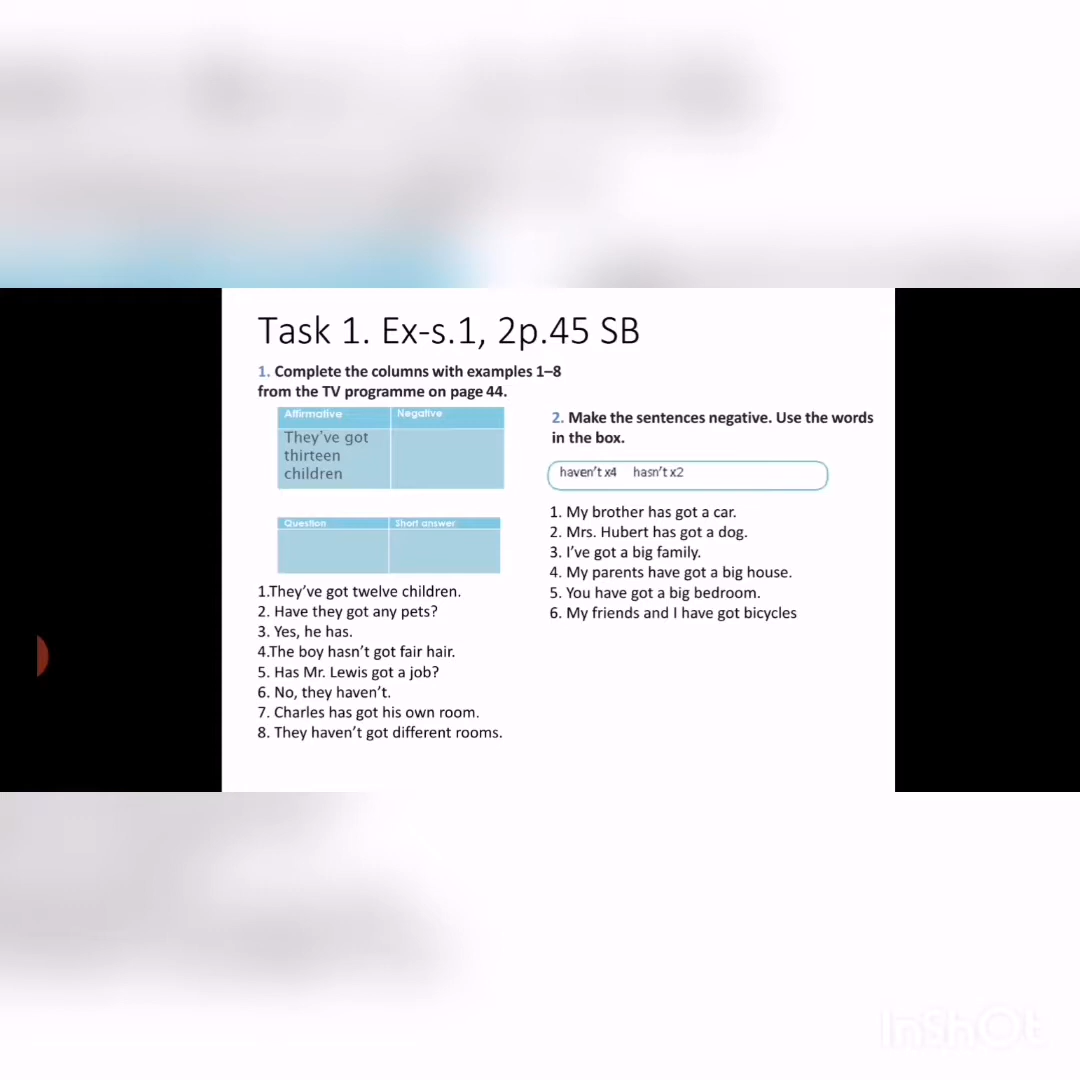 Task 1. Ex-s.1, 2p.45 SB
1. Complete the columns with examples 1–8
from the TV programme on page 44.
Affirmative Negative
They've got
thirteen
children
Question Short answer
1.They've got twelve children.
2. Have they got any pets?
3. Yes, he has.
4.The boy hasn't got fair hair.
5. Has Mr. Lewis got a job?
6. No, they haven't.
7. Charles has got his own room.
8. They haven't got different rooms.
2. Make the sentences negative. Use the words
in the box.
haven't x4 hasn't x2
1. My brother has got a car.
2. Mrs. Hubert has got a dog.
3. I've got a big family.
4. My parents have got a big house.
5. You have got a big bedroom.
6. My friends and I have got bicycles
InShOt